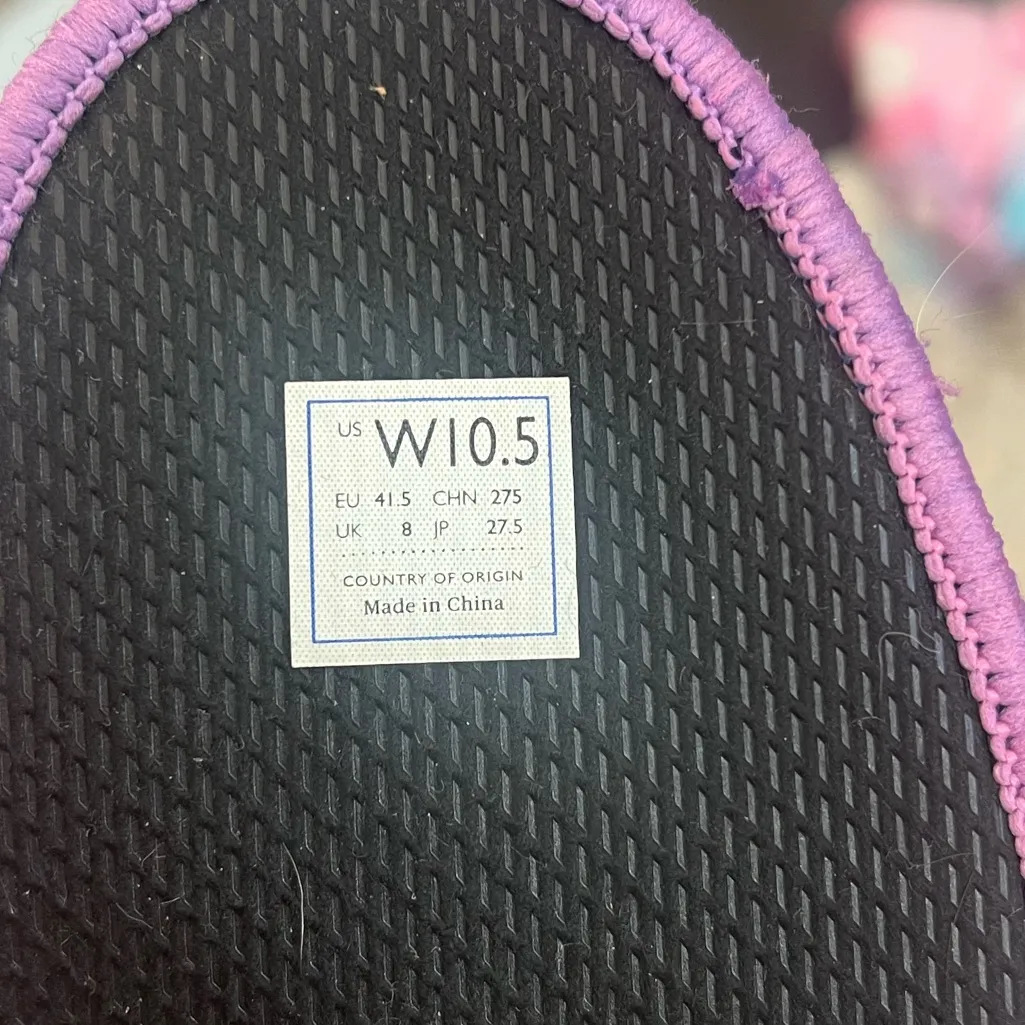 US W10.5
EU 41.5 CHN 275
UK 8 JP 27.5
COUNTRY OF ORIGIN
Made in China